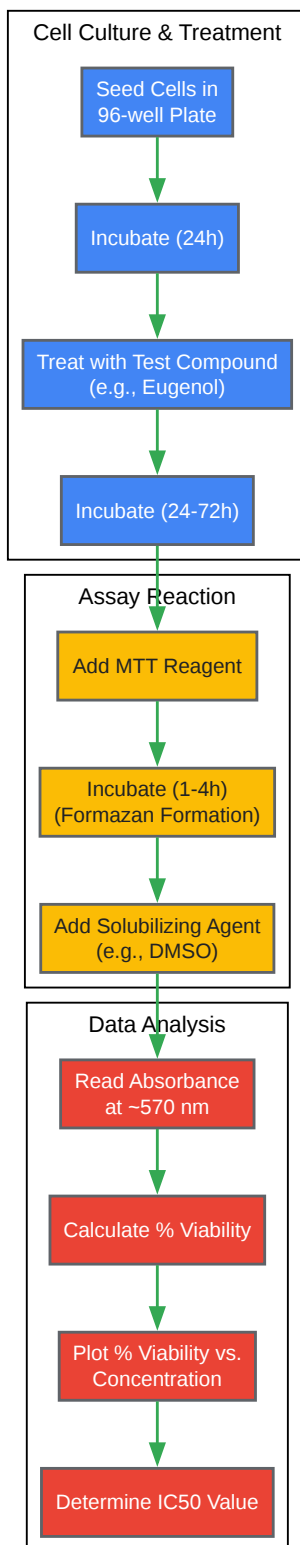 Cell Culture & Treatment
Seed Cells in
96-well Plate
Incubate (24h)
Treat with Test Compound
(e.g., Eugenol)
Incubate (24-72h)
Assay Reaction
Add MTT Reagent
Incubate (1-4h)
(Formazan Formation)
Add Solubilizing Agent
(e.g., DMSO)
Data Analysis
Read Absorbance
at ~570 nm
Calculate % Viability
Plot % Viability vs.
Concentration
Determine IC50 Value